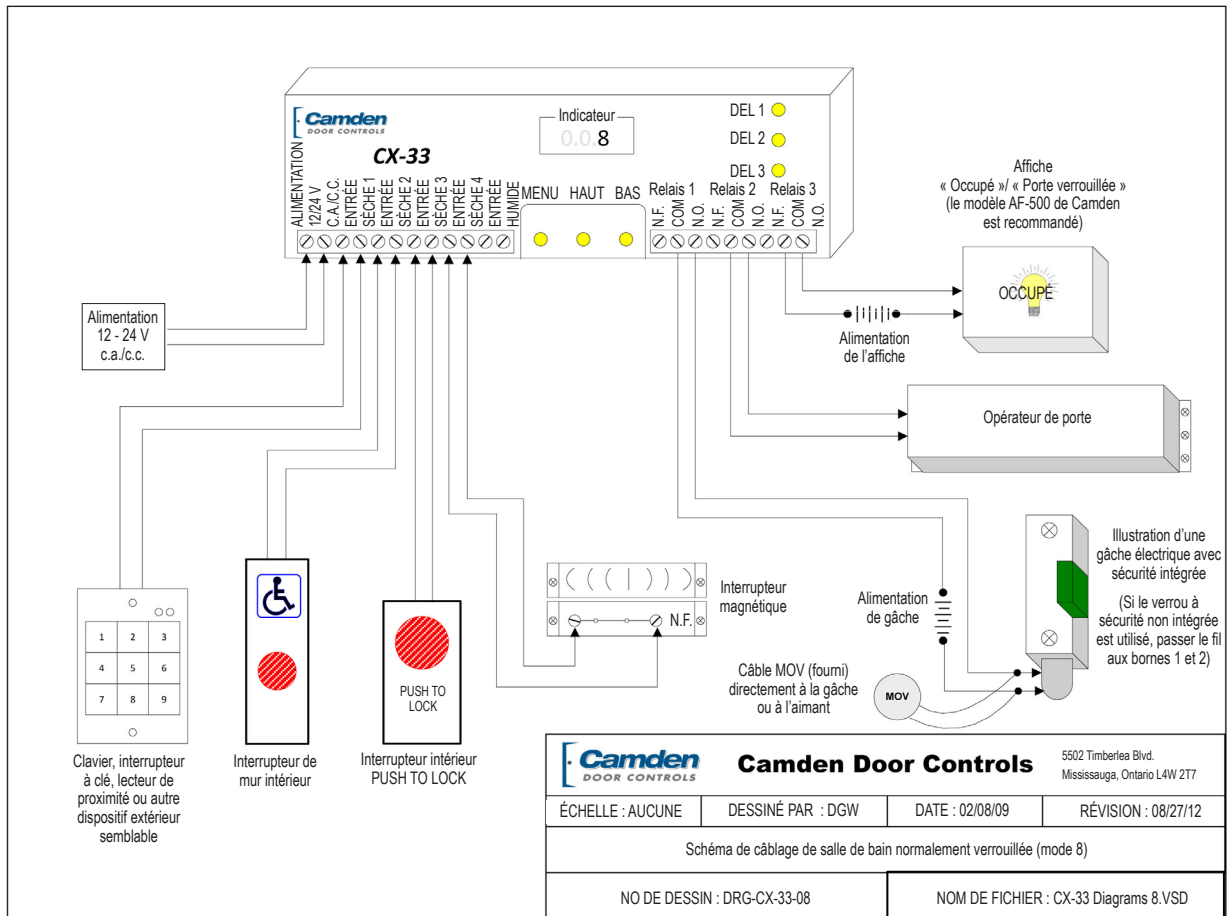 Camden
DOOR CONTROLS
CX-33
Indicateur
0.0.8
DEL 1
DEL 2
DEL 3
ALIMENTATION
12/24 V
C.A./C.C.
ENTRÉE
SÈCHE 1
ENTRÉE
SÈCHE 2
ENTRÉE
SÈCHE 3
ENTRÉE
SÈCHE 4
ENTRÉE
HUMIDE
MENU HAUT BAS
Relais 1 Relais 2 Relais 3
N.F.
COM
N.O.
N.F.
COM
N.O.
N.F.
COM
N.O.
Affiche
« Occupé »/ « Porte verrouillée »
(le modèle AF-500 de Camden
est recommandé)
OCCUPÉ
Alimentation
de l'affiche
Alimentation
12 - 24 V
c.a./c.c.
Opérateur de porte
Illustration d'une
gâche électrique avec
sécurité intégrée
(Si le verrou à
sécurité non intégrée
est utilisé, passer le fil
aux bornes 1 et 2)
Interrupteur
magnétique
N.F.
Alimentation
de gâche
Câble MOV (fourni)
directement à la gâche
ou à l'aimant
MOV
1 2 3
4 5 6
7 8 9
PUSH TO
LOCK
Clavier, interrupteur
à clé, lecteur de
proximité ou autre
dispositif extérieur
semblable
Interrupteur de
mur intérieur
Interrupteur intérieur
PUSH TO LOCK
Camden
DOOR CONTROLS
Camden Door Controls
5502 Timberlea Blvd.
Mississauga, Ontario L4W 2T7
ÉCHELLE : AUCUNE
DESSINÉ PAR : DGW
DATE : 02/08/09
RÉVISION : 08/27/12
Schéma de câblage de salle de bain normalement verrouillée (mode 8)
NO DE DESSIN : DRG-CX-33-08
NOM DE FICHIER : CX-33 Diagrams 8.VSD